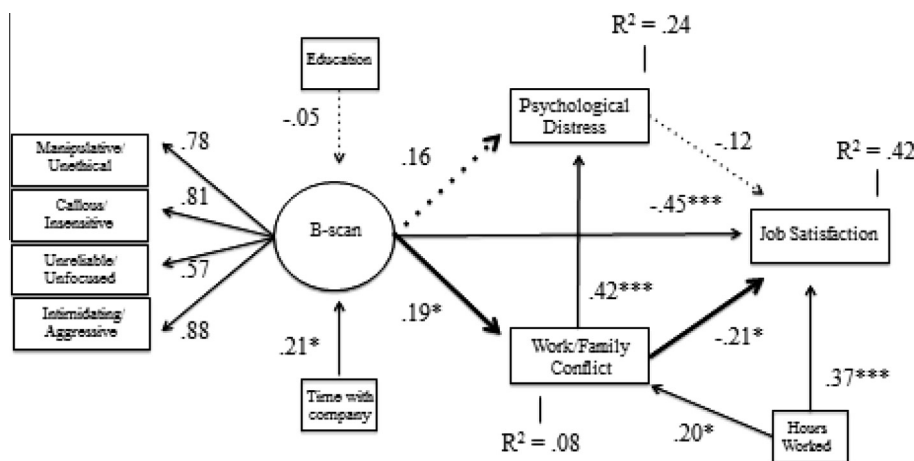 R² = .24
Education
Psychological
Distress
-.05
.16
-.12
R² = .42
Manipulative/
Unethical
.78
Callous/
Insensitive
.81
B-scan
-.45***
Job Satisfaction
Unreliable/
Unfocused
.57
Intimidating/
Aggressive
.88
.42***
.19*
.21*
Work/Family
Conflict
-.21*
Time with
company
.37***
R² = .08
.20*
Hours
Worked